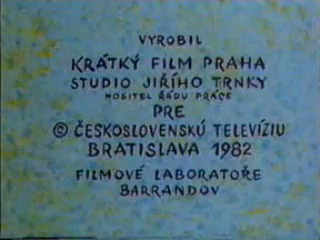 VYROBIL
KRÁTKÝ FILM PRAHA
STUDIO JIŘÍHO TRNKY
NOSITEL ŘÁDU PRÁCE
PRE
© ČESKOSLOVENSKÚ TELEVÍZIU
BRATISLAVA 1982
FILMOVÉ LABORATOŘE
BARRANDOV